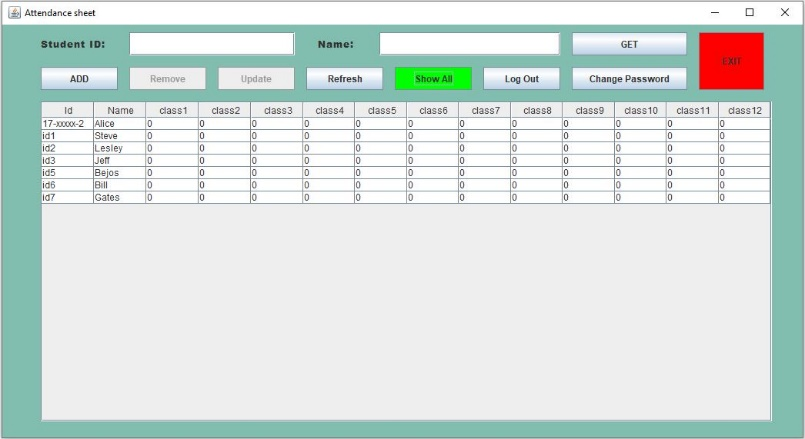 Attendance sheet
Student ID: Name: GET EXIT
ADD Remove Update Refresh Show All Log Out Change Password
Id Name class1 class2 class3 class4 class5 class6 class7 class8 class9 class10 class11 class12
17-xxxxx-2 Alice 0 0 0 0 0 0 0 0 0 0 0 0
id1 Steve 0 0 0 0 0 0 0 0 0 0 0 0
id2 Lesley 0 0 0 0 0 0 0 0 0 0 0 0
id3 Jeff 0 0 0 0 0 0 0 0 0 0 0 0
id5 Bejos 0 0 0 0 0 0 0 0 0 0 0 0
id6 Bill 0 0 0 0 0 0 0 0 0 0 0 0
id7 Gates 0 0 0 0 0 0 0 0 0 0 0 0